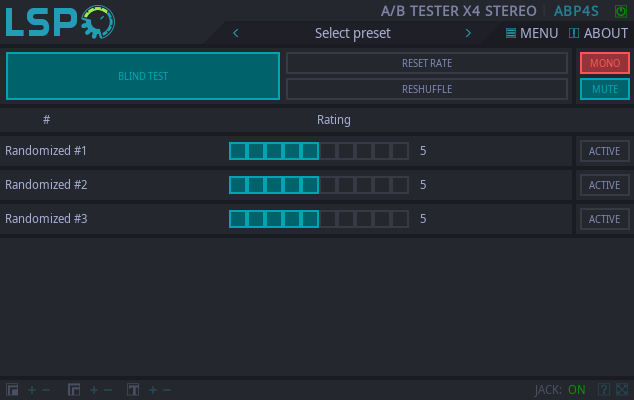 LSP
A/B TESTER X4 STEREO ABP4S
Select preset
MENU ABOUT
BLIND TEST
RESET RATE
RESHUFFLE
MONO
MUTE
# Rating
Randomized #1 5 ACTIVE
Randomized #2 5 ACTIVE
Randomized #3 5 ACTIVE
JACK: ON